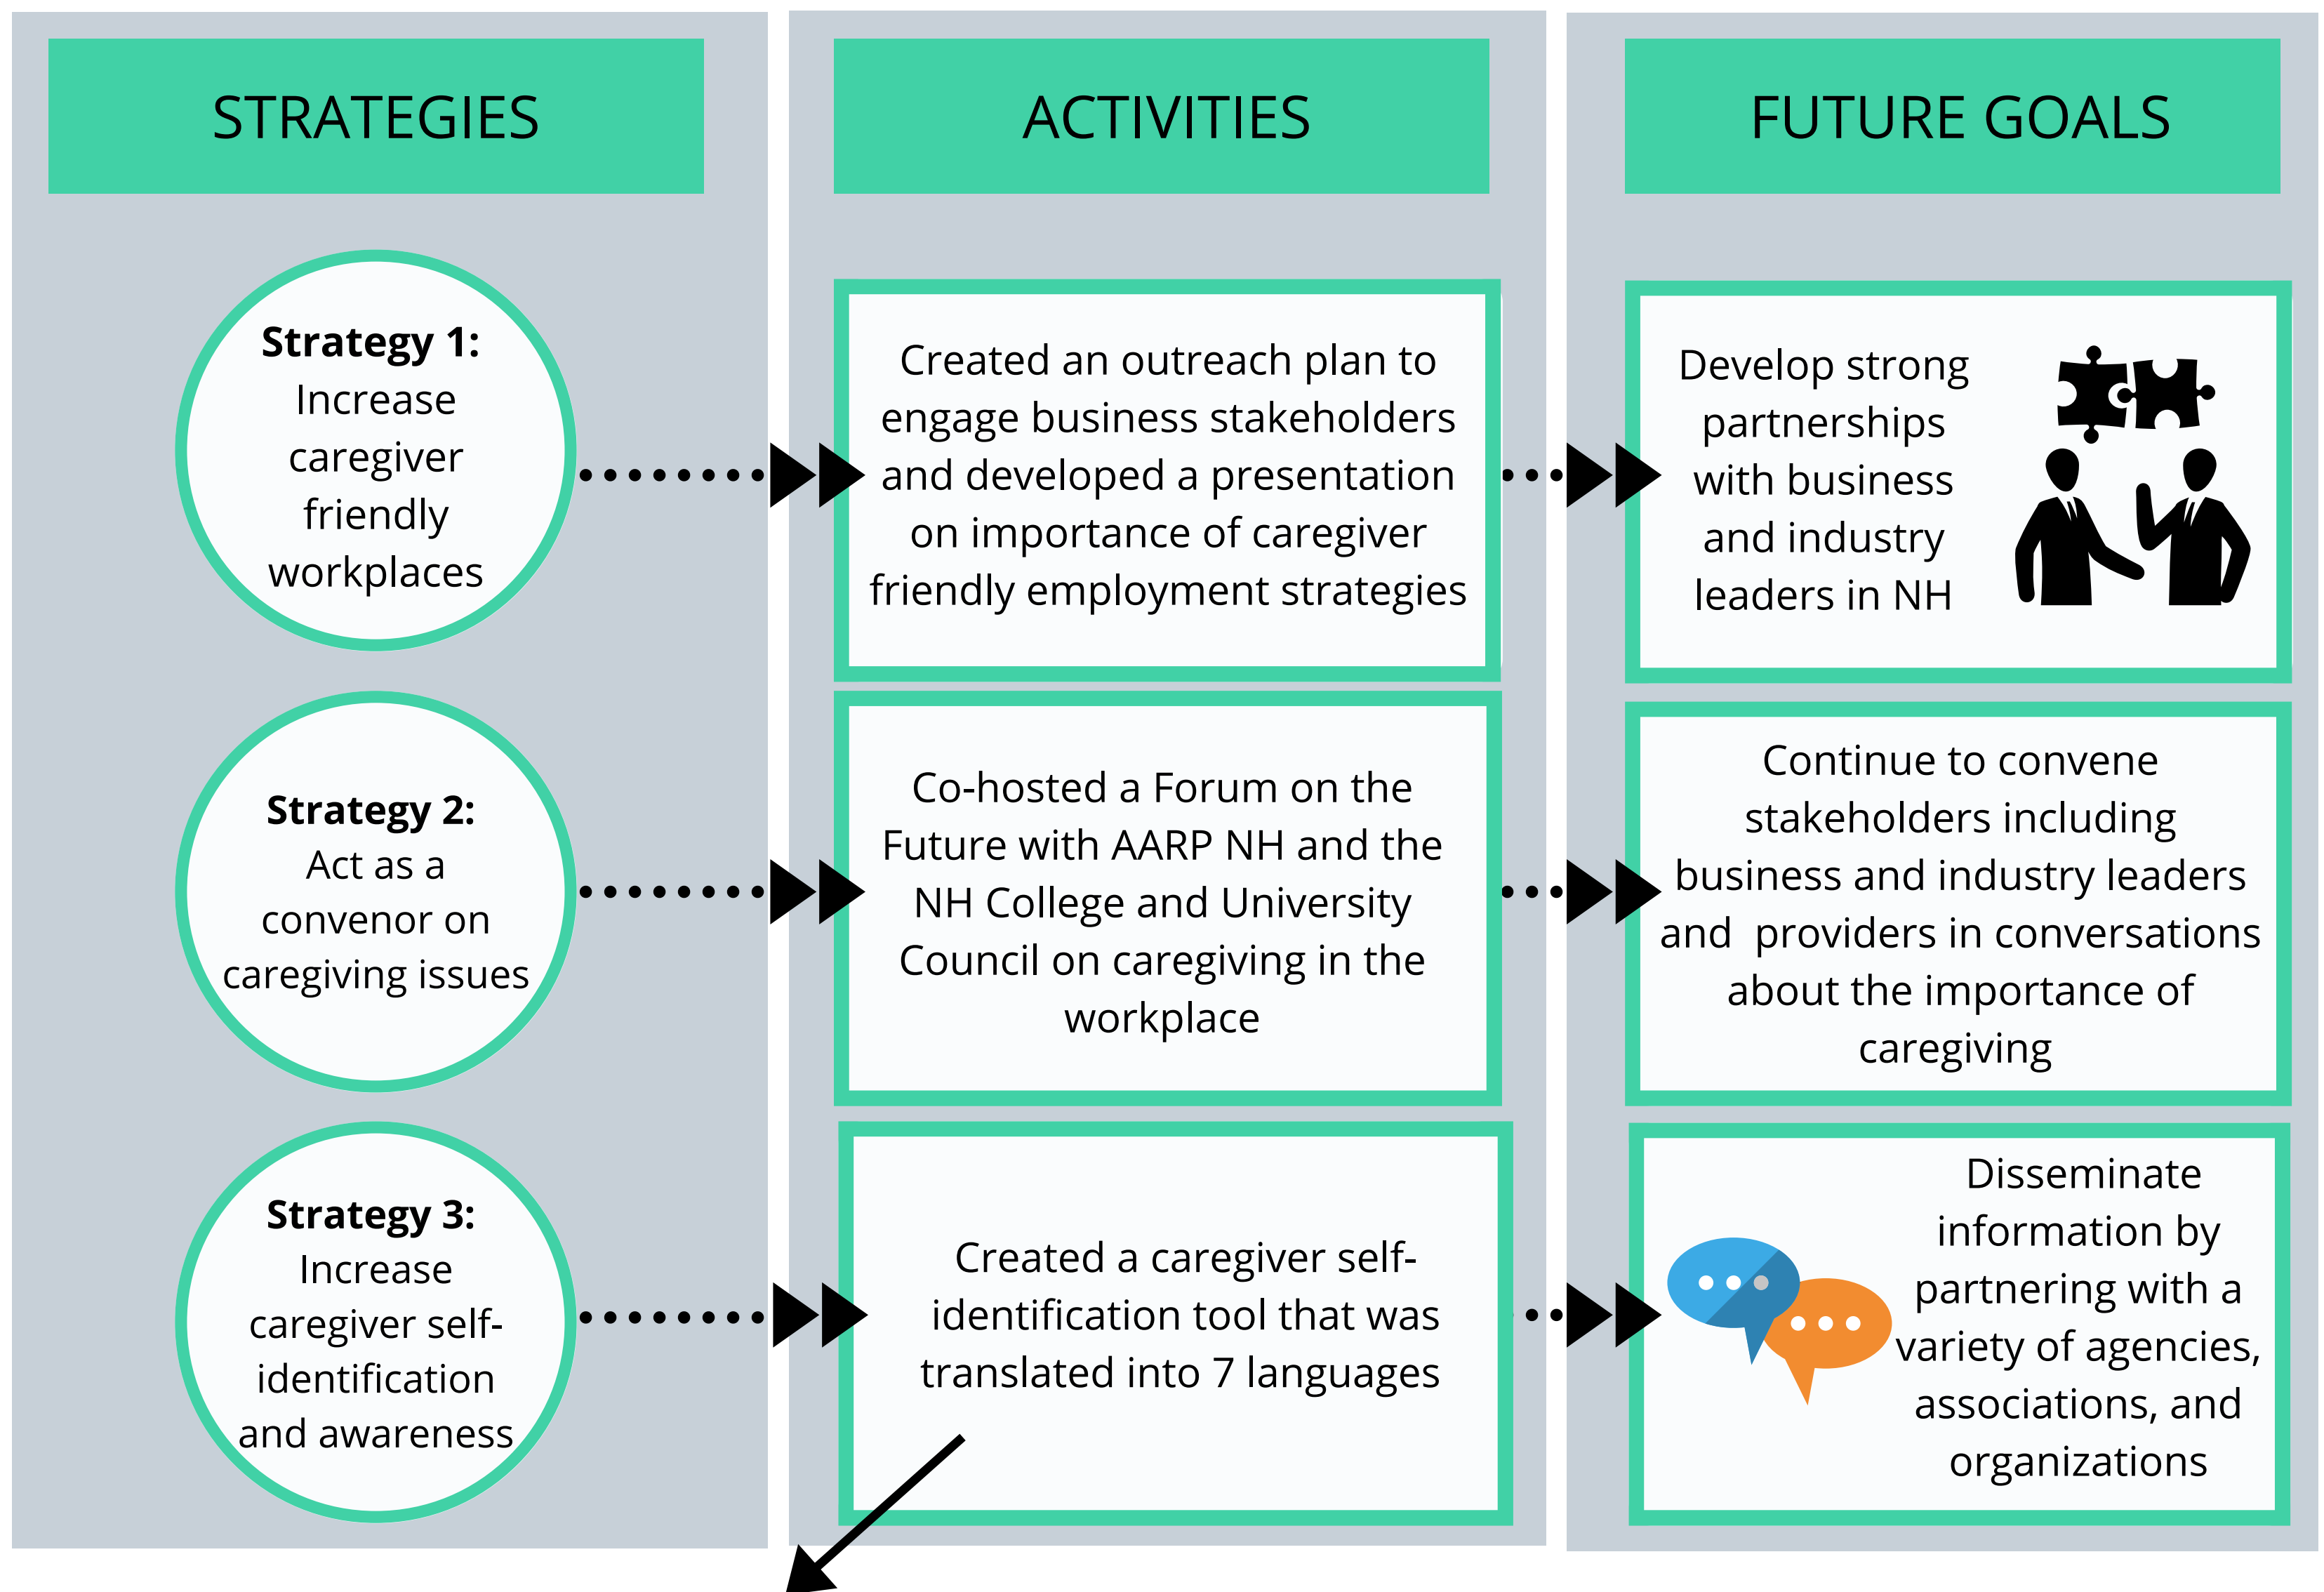 STRATEGIES
ACTIVITIES
FUTURE GOALS
Strategy 1:
Increase
caregiver
friendly
workplaces
Created an outreach plan to
engage business stakeholders
and developed a presentation
on importance of caregiver
friendly employment strategies
Develop strong
partnerships
with business
and industry
leaders in NH
Strategy 2:
Act as a
convenor on
caregiving issues
Co-hosted a Forum on the
Future with AARP NH and the
NH College and University
Council on caregiving in the
workplace
Continue to convene
stakeholders including
business and industry leaders
and providers in conversations
about the importance of
caregiving
Strategy 3:
Increase
caregiver self-
identification
and awareness
Created a caregiver self-
identification tool that was
translated into 7 languages
Disseminate
information by
partnering with a
variety of agencies,
associations, and
organizations